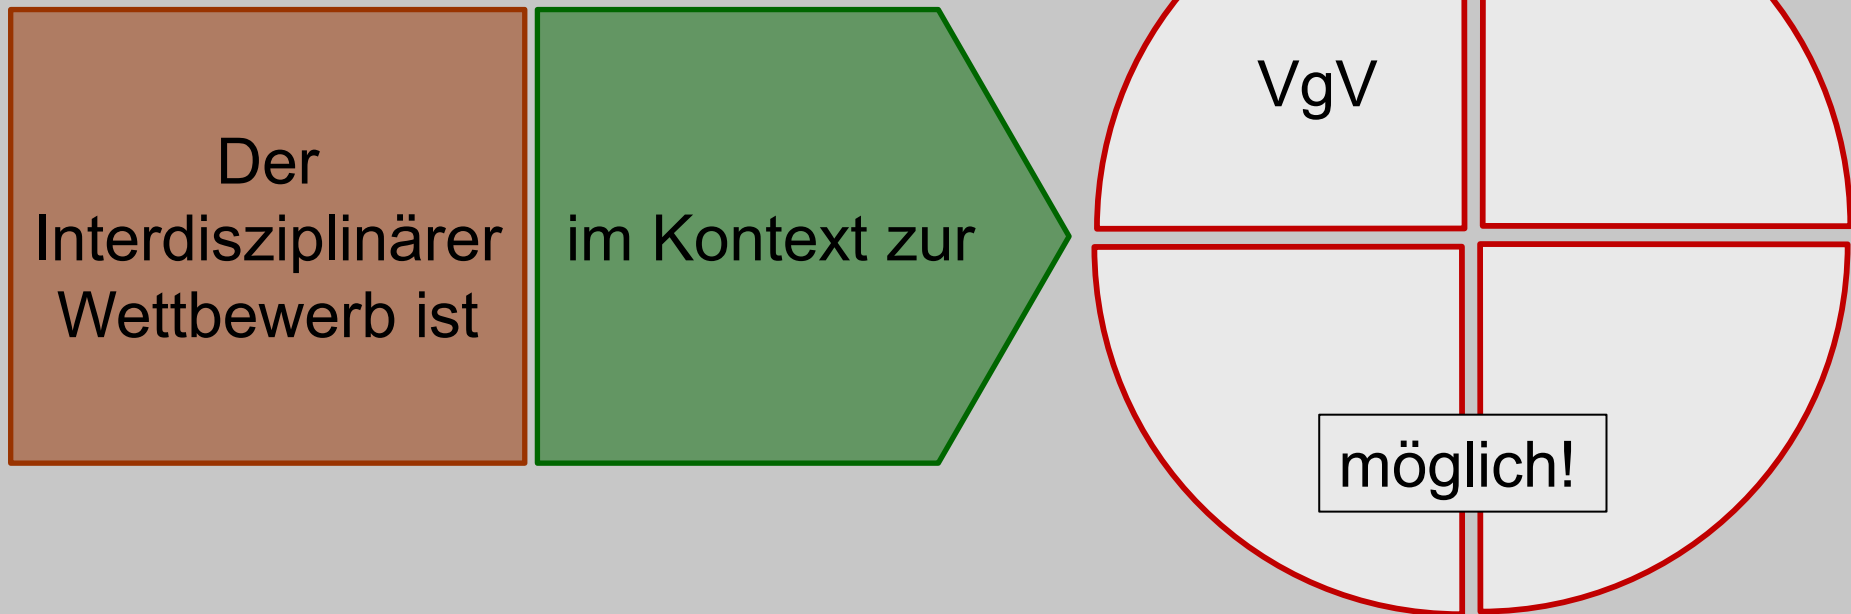 Der
Interdisziplinärer
Wettbewerb ist
im Kontext zur
VgV
möglich!